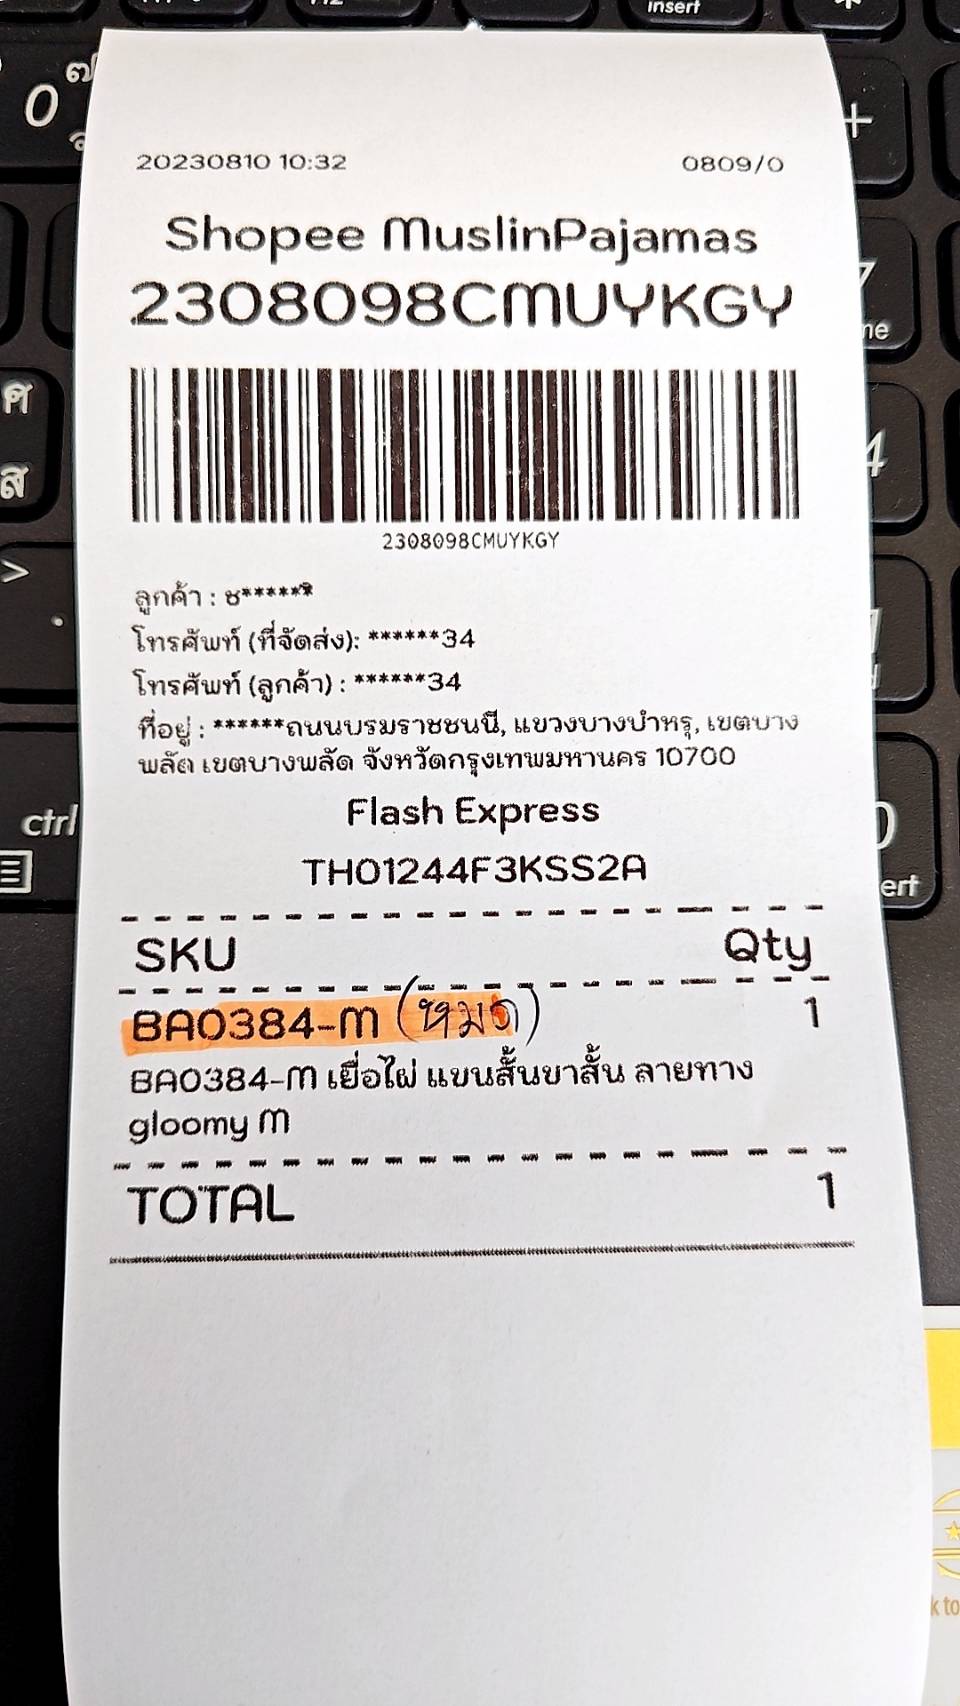 20230810 10:32 0809/0
Shopee MuslinPajamas
2308098CMUYKGY
2308098CMUYKGY
ลูกค้า : ช******
โทรศัพท์ (ที่จัดส่ง): ******34
โทรศัพท์ (ลูกค้า) : ******34
ที่อยู่ : ******ถนนบรมราชชนนี, แขวงบางบำหรุ, เขตบาง
พลัด เขตบางพลัด จังหวัดกรุงเทพมหานคร 10700
Flash Express
TH01244F3KSS2A
SKU Qty
BA0384-M (หมด) 1
BA0384-M เยื่อไผ่ แขนสั้นขาสั้น ลายทาง
gloomy M
TOTAL 1
insert
ctrl